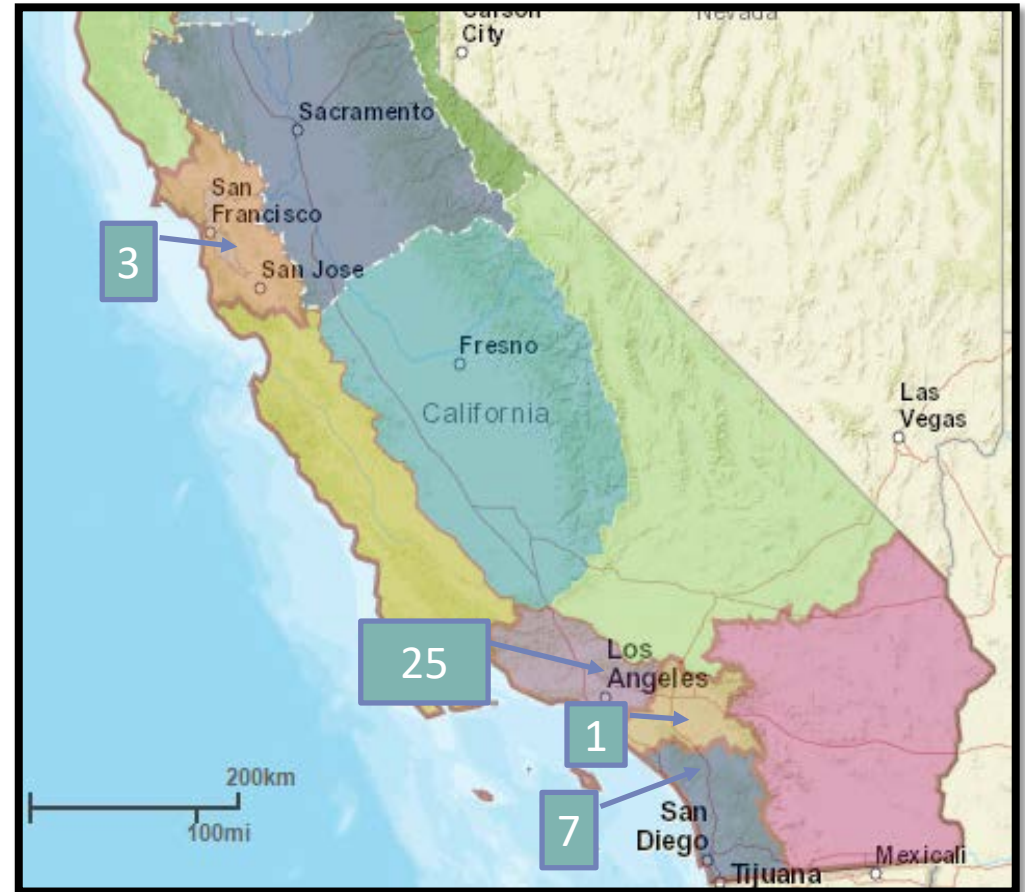 Carson
City
Nevada
Sacramento
San
Francisco
3
San Jose
Fresno
California
Las
Vegas
25
Los
Angeles
1
200km
100mi
7
San
Diego
Mexicali
Tijuana